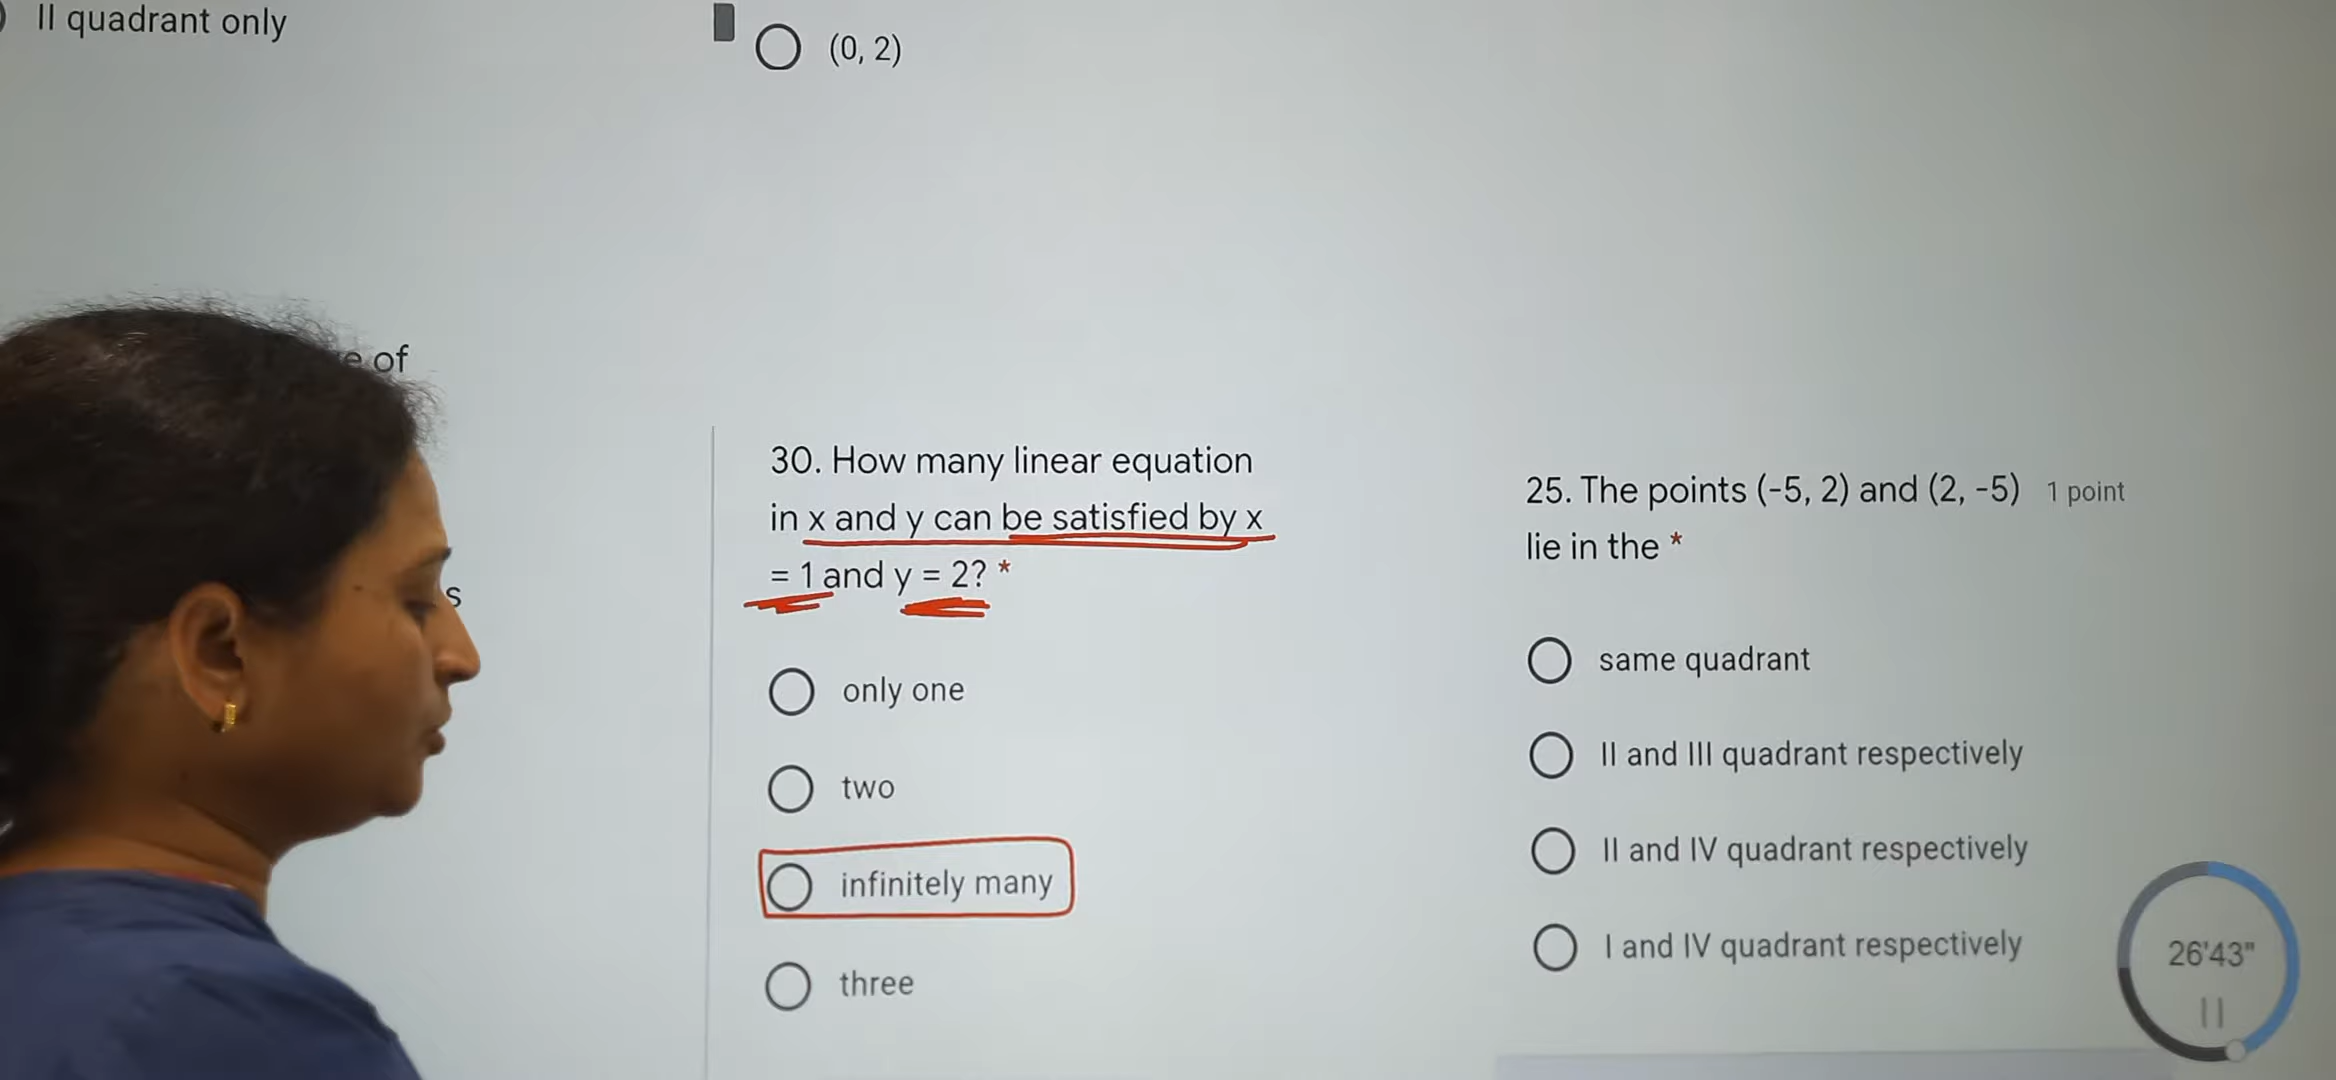 II quadrant only
(0, 2)
of
s
30. How many linear equation
in x and y can be satisfied by x
= 1 and y = 2? *
only one
two
infinitely many
three
25. The points (-5, 2) and (2, -5) 1 point
lie in the *
same quadrant
II and III quadrant respectively
II and IV quadrant respectively
I and IV quadrant respectively
26'43"